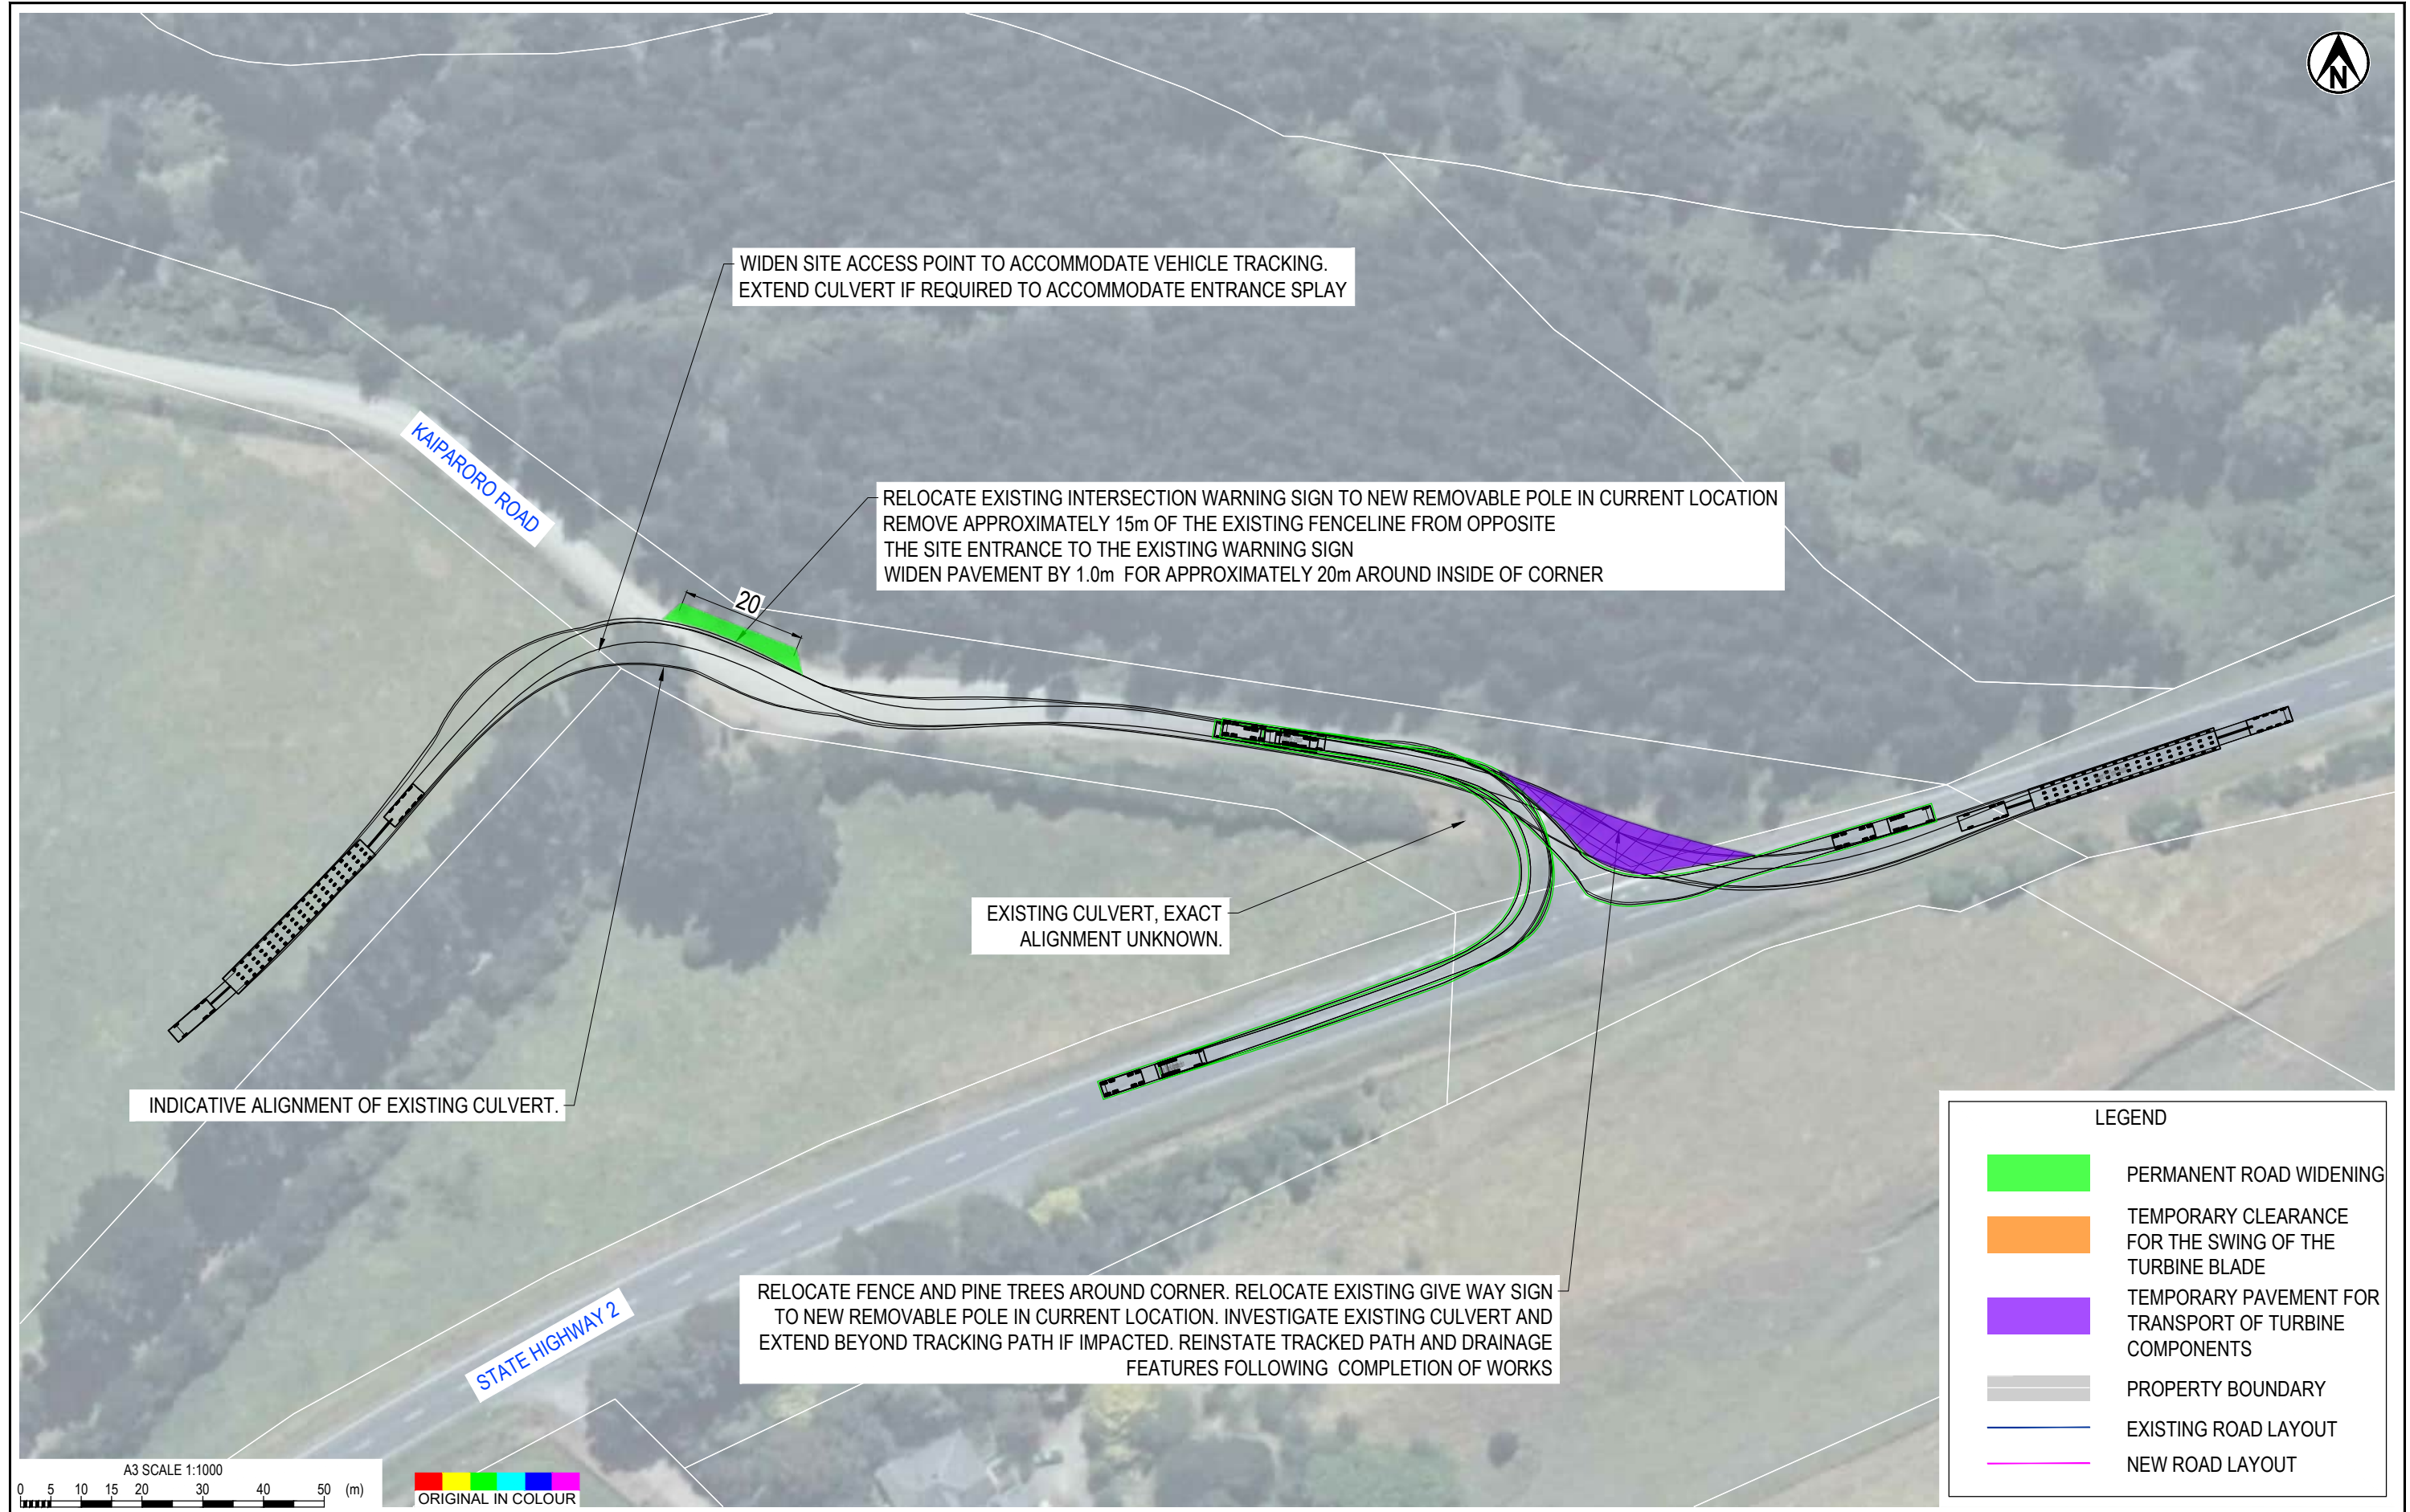 N
WIDEN SITE ACCESS POINT TO ACCOMMODATE VEHICLE TRACKING.
EXTEND CULVERT IF REQUIRED TO ACCOMMODATE ENTRANCE SPLAY
KAIPARORO ROAD
RELOCATE EXISTING INTERSECTION WARNING SIGN TO NEW REMOVABLE POLE IN CURRENT LOCATION
REMOVE APPROXIMATELY 15m OF THE EXISTING FENCELINE FROM OPPOSITE
THE SITE ENTRANCE TO THE EXISTING WARNING SIGN
WIDEN PAVEMENT BY 1.0m FOR APPROXIMATELY 20m AROUND INSIDE OF CORNER
20
EXISTING CULVERT, EXACT
ALIGNMENT UNKNOWN.
INDICATIVE ALIGNMENT OF EXISTING CULVERT.
RELOCATE FENCE AND PINE TREES AROUND CORNER. RELOCATE EXISTING GIVE WAY SIGN
TO NEW REMOVABLE POLE IN CURRENT LOCATION. INVESTIGATE EXISTING CULVERT AND
EXTEND BEYOND TRACKING PATH IF IMPACTED. REINSTATE TRACKED PATH AND DRAINAGE
FEATURES FOLLOWING COMPLETION OF WORKS
STATE HIGHWAY 2
LEGEND
PERMANENT ROAD WIDENING
TEMPORARY CLEARANCE
FOR THE SWING OF THE
TURBINE BLADE
TEMPORARY PAVEMENT FOR
TRANSPORT OF TURBINE
COMPONENTS
PROPERTY BOUNDARY
EXISTING ROAD LAYOUT
NEW ROAD LAYOUT
A3 SCALE 1:1000
0 5 10 15 20 30 40 50 (m)
ORIGINAL IN COLOUR